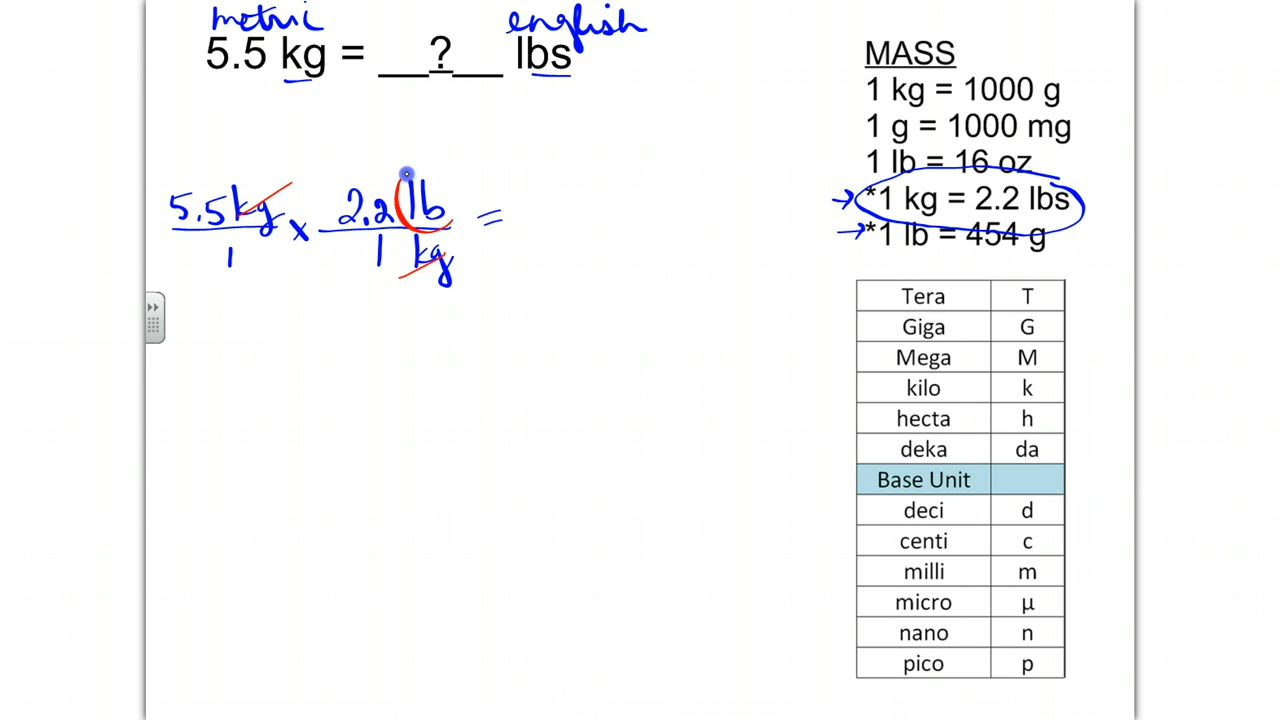 metric english
5.5 kg = __?__ lbs
5.5 kg × 2.2 lb =
1 1 kg
MASS
1 kg = 1000 g
1 g = 1000 mg
1 lb = 16 oz
→ *1 kg = 2.2 lbs
→ *1 lb = 454 g
Tera T
Giga G
Mega M
kilo k
hecta h
deka da
Base Unit
deci d
centi c
milli m
micro µ
nano n
pico p